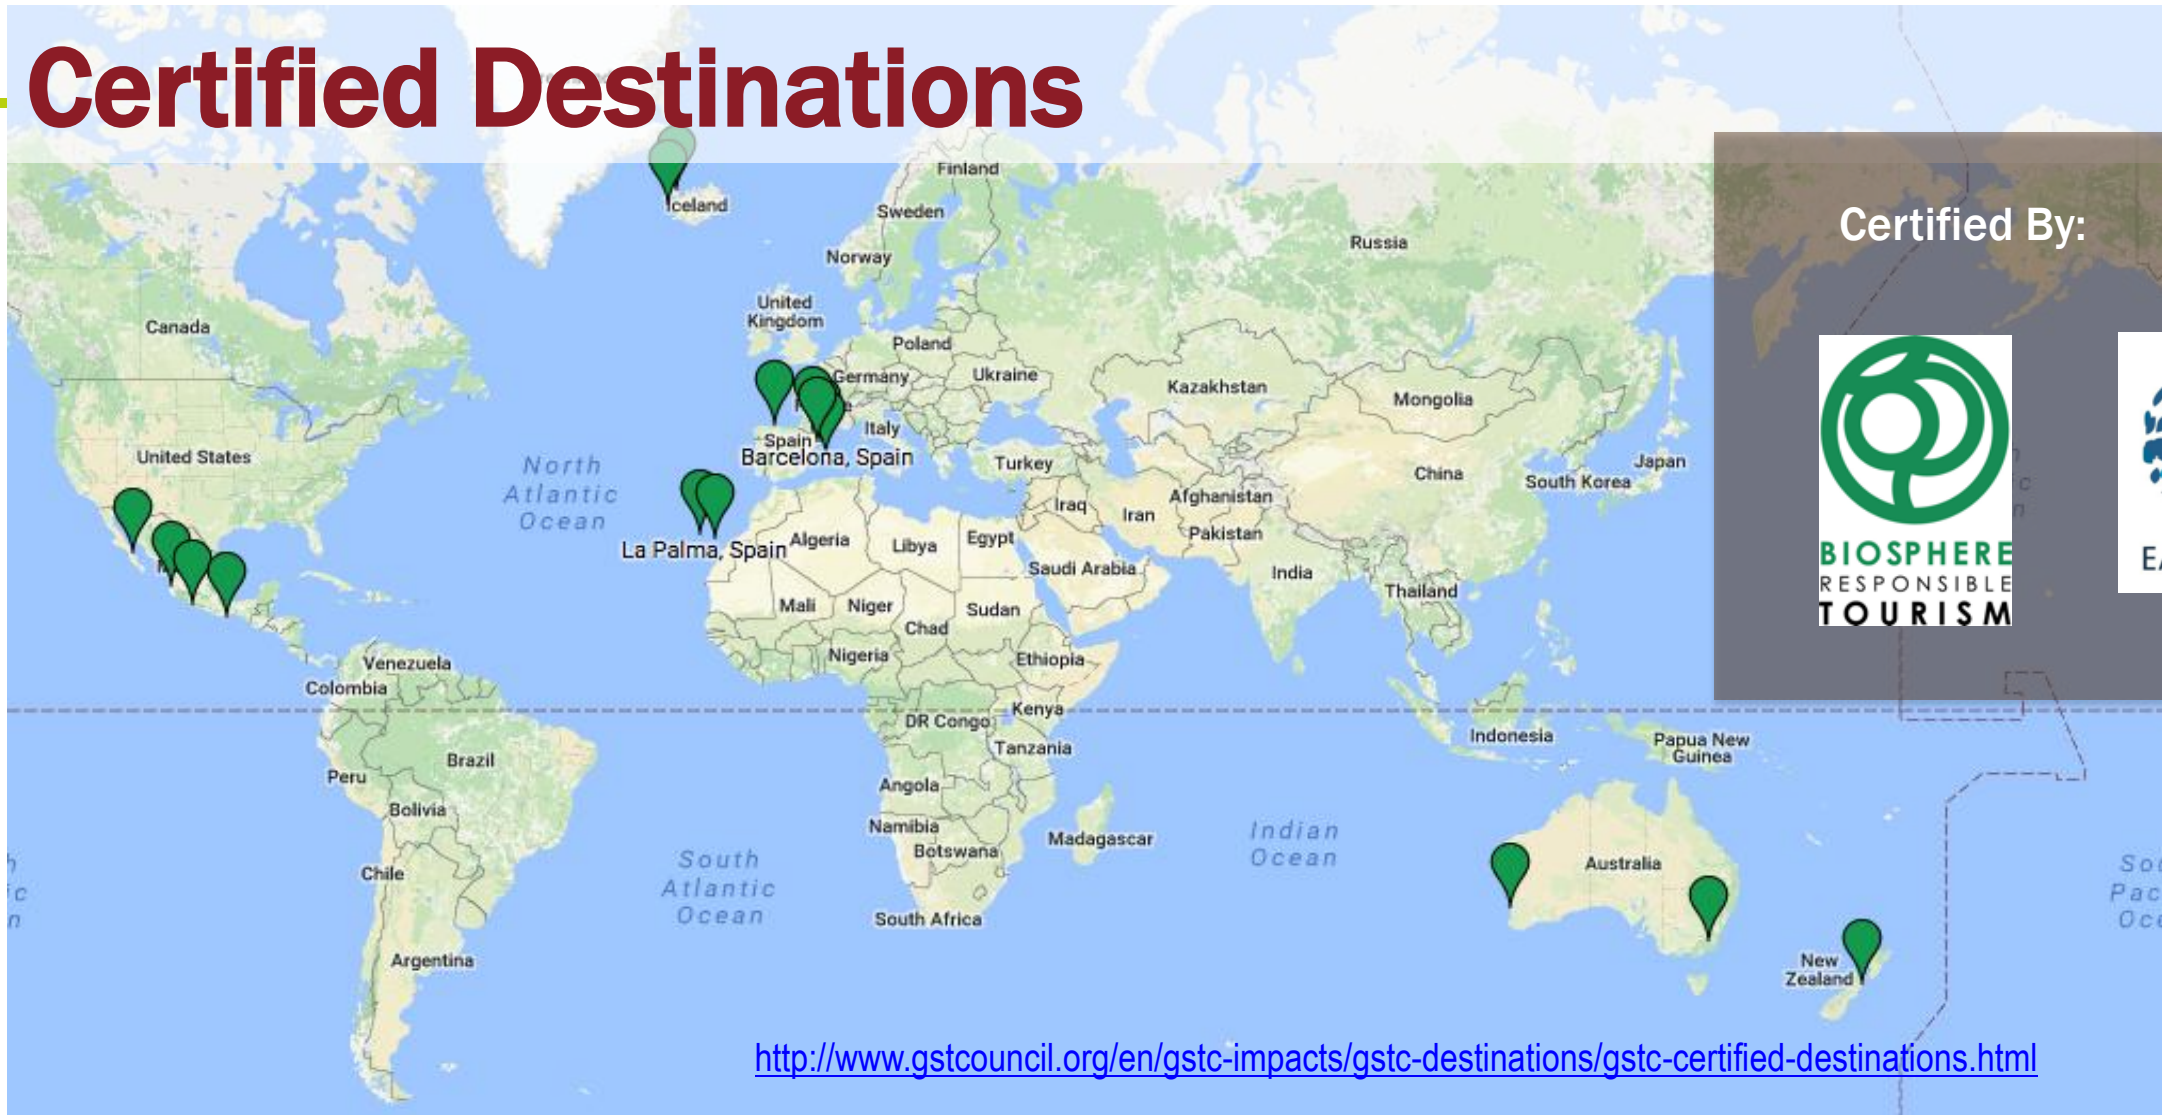 Certified Destinations
Finland
Iceland
Sweden
Russia
Norway
Certified By:
United
Kingdom
Canada
Poland
Germany
Ukraine
Kazakhstan
Mongolia
Italy
Spain
Barcelona, Spain
United States
North
Atlantic
Ocean
Turkey
China
Japan
South Korea
Iraq
Iran
Afghanistan
Pakistan
La Palma, Spain
Algeria
Libya
Egypt
Saudi Arabia
India
Thailand
BIOSPHERE
RESPONSIBLE
TOURISM
Mali
Niger
Chad
Sudan
Nigeria
Ethiopia
Venezuela
Colombia
DR Congo
Kenya
Tanzania
Indonesia
Papua New
Guinea
Brazil
Peru
Bolivia
Angola
Namibia
Botswana
Madagascar
Indian
Ocean
Australia
Chile
South
Atlantic
Ocean
South Africa
Argentina
New
Zealand
http://www.gstcouncil.org/en/gstc-impacts/gstc-destinations/gstc-certified-destinations.html